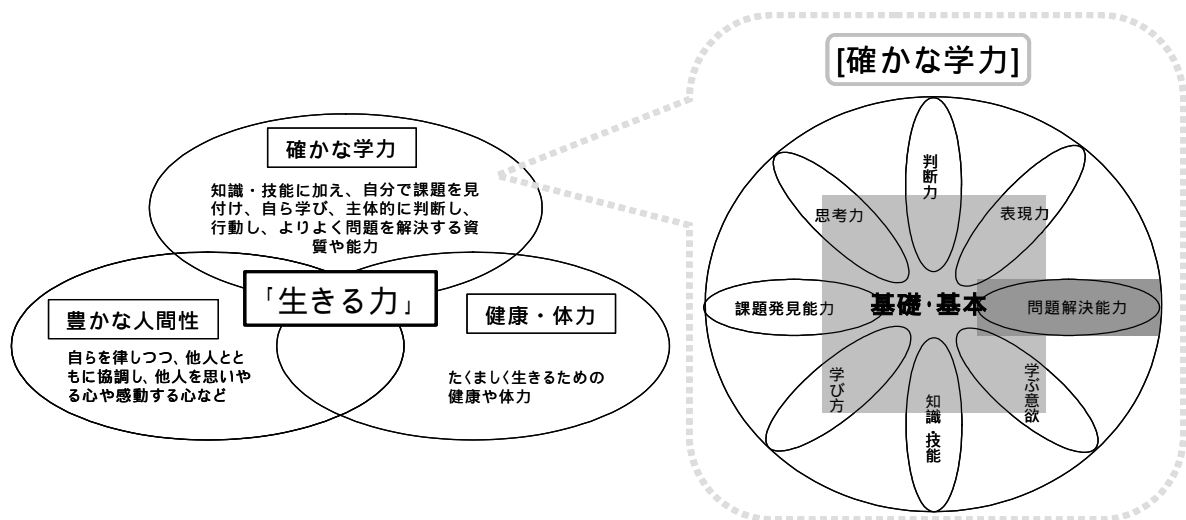 確かな学力
知識・技能に加え、自分で課題を見
付け、自ら学び、主体的に判断し、
行動し、よりよく問題を解決する資
質や能力
「生きる力」
豊かな人間性
自らを律しつつ、他人とと
もに協調し、他人を思いや
る心や感動する心など
健康・体力
たくましく生きるための
健康や体力
[確かな学力]
判断力
思考力
表現力
課題発見能力
基礎・基本
問題解決能力
学び方
知識・技能
学ぶ意欲